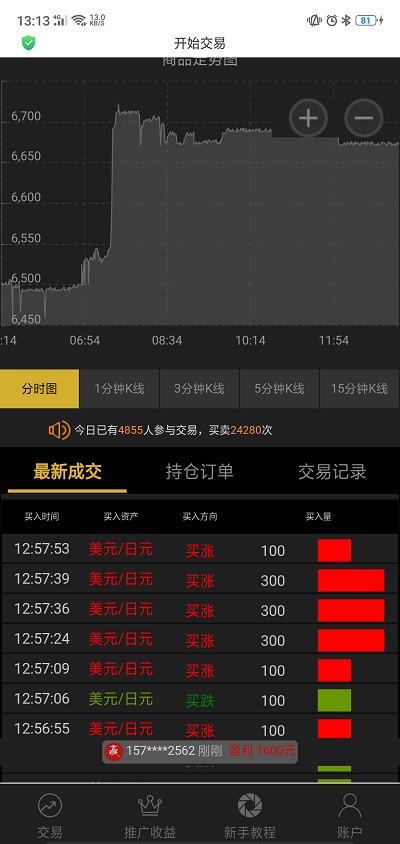 13:13 4G 13.0 KB/S 81
开始交易
商品走势图
6,700
6,650
6,600
6,550
6,500
6,450
:14 06:54 08:34 10:14 11:54
分时图 1分钟K线 3分钟K线 5分钟K线 15分钟K线
今日已有4855人参与交易，买卖24280次
最新成交 持仓订单 交易记录
买入时间 买入资产 买入方向 买入量
12:57:53 美元/日元 买涨 100
12:57:39 美元/日元 买涨 300
12:57:36 美元/日元 买涨 300
12:57:24 美元/日元 买涨 300
12:57:09 美元/日元 买涨 100
12:57:06 美元/日元 买跌 100
12:56:55 美元/日元 买涨 100
赢 157****2562 刚刚 盈利 1600元
交易 推广收益 新手教程 账户